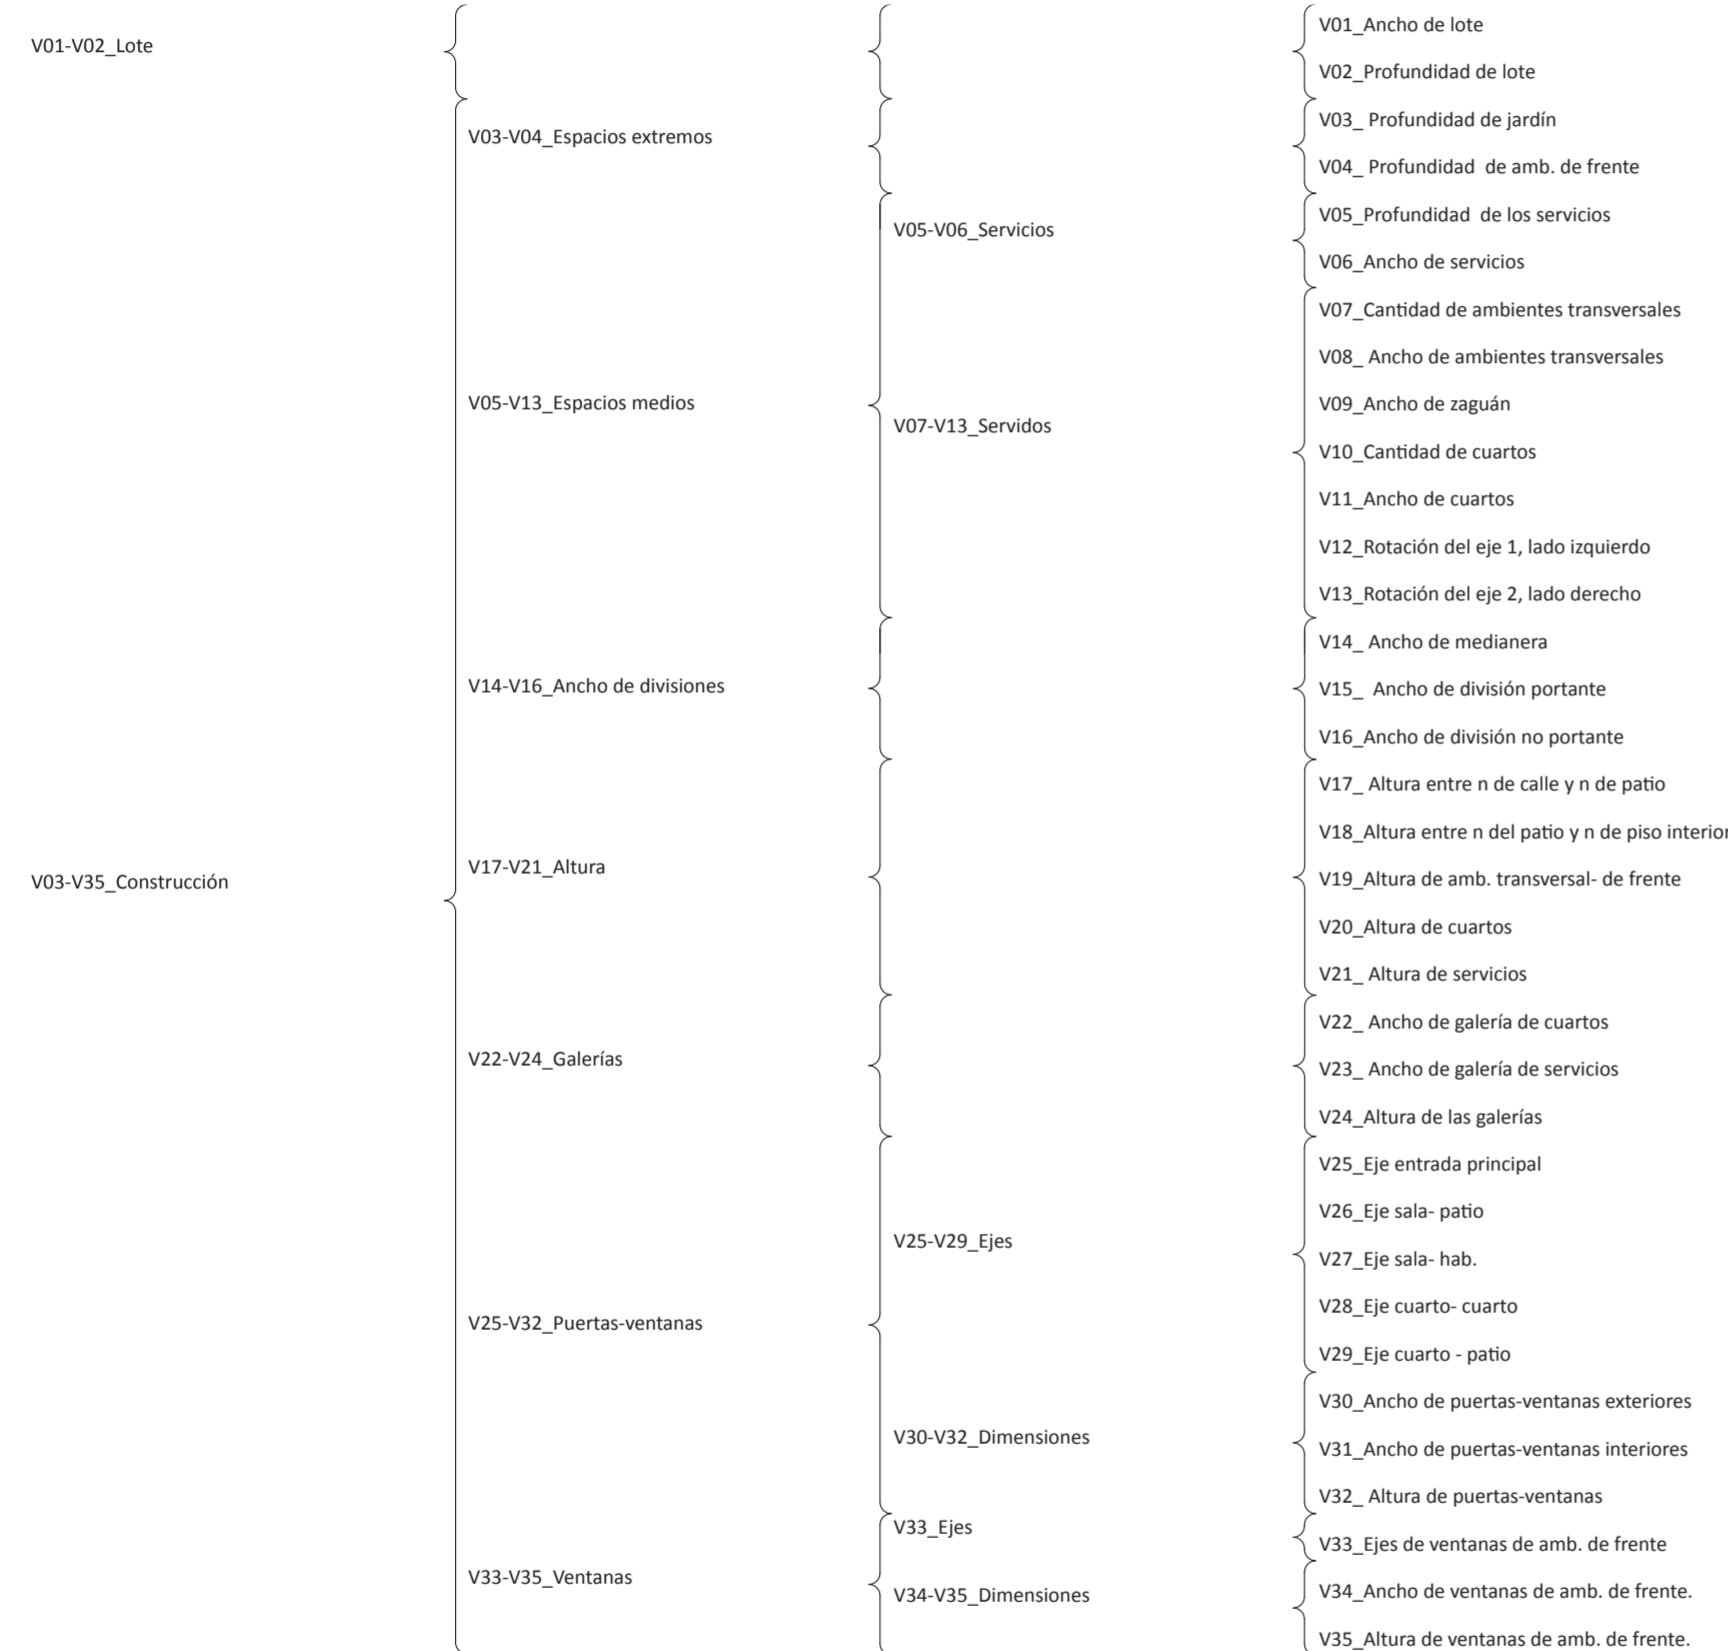 V01-V02_Lote
V01_Ancho de lote
V02_Profundidad de lote
V03-V35_Construcción
V03-V04_Espacios extremos
V03_ Profundidad de jardín
V04_ Profundidad  de amb. de frente
V05-V13_Espacios medios
V05-V06_Servicios
V05_Profundidad  de los servicios
V06_Ancho de servicios
V07-V13_Servidos
V07_Cantidad de ambientes transversales
V08_ Ancho de ambientes transversales
V09_Ancho de zaguán
V10_Cantidad de cuartos
V11_Ancho de cuartos
V12_Rotación del eje 1, lado izquierdo
V13_Rotación del eje 2, lado derecho
V14-V16_Ancho de divisiones
V14_ Ancho de medianera
V15_  Ancho de división portante
V16_Ancho de división no portante
V17-V21_Altura
V17_ Altura entre n de calle y n de patio
V18_Altura entre n del patio y n de piso interior
V19_Altura de amb. transversal- de frente
V20_Altura de cuartos
V21_ Altura de servicios
V22-V24_Galerías
V22_ Ancho de galería de cuartos
V23_ Ancho de galería de servicios
V24_Altura de las galerías
V25-V32_Puertas-ventanas
V25-V29_Ejes
V25_Eje entrada principal
V26_Eje sala- patio
V27_Eje sala- hab.
V28_Eje cuarto- cuarto
V29_Eje cuarto - patio
V30-V32_Dimensiones
V30_Ancho de puertas-ventanas exteriores
V31_Ancho de puertas-ventanas interiores
V32_ Altura de puertas-ventanas
V33-V35_Ventanas
V33_Ejes
V33_Ejes de ventanas de amb. de frente
V34-V35_Dimensiones
V34_Ancho de ventanas de amb. de frente.
V35_Altura de ventanas de amb. de frente.